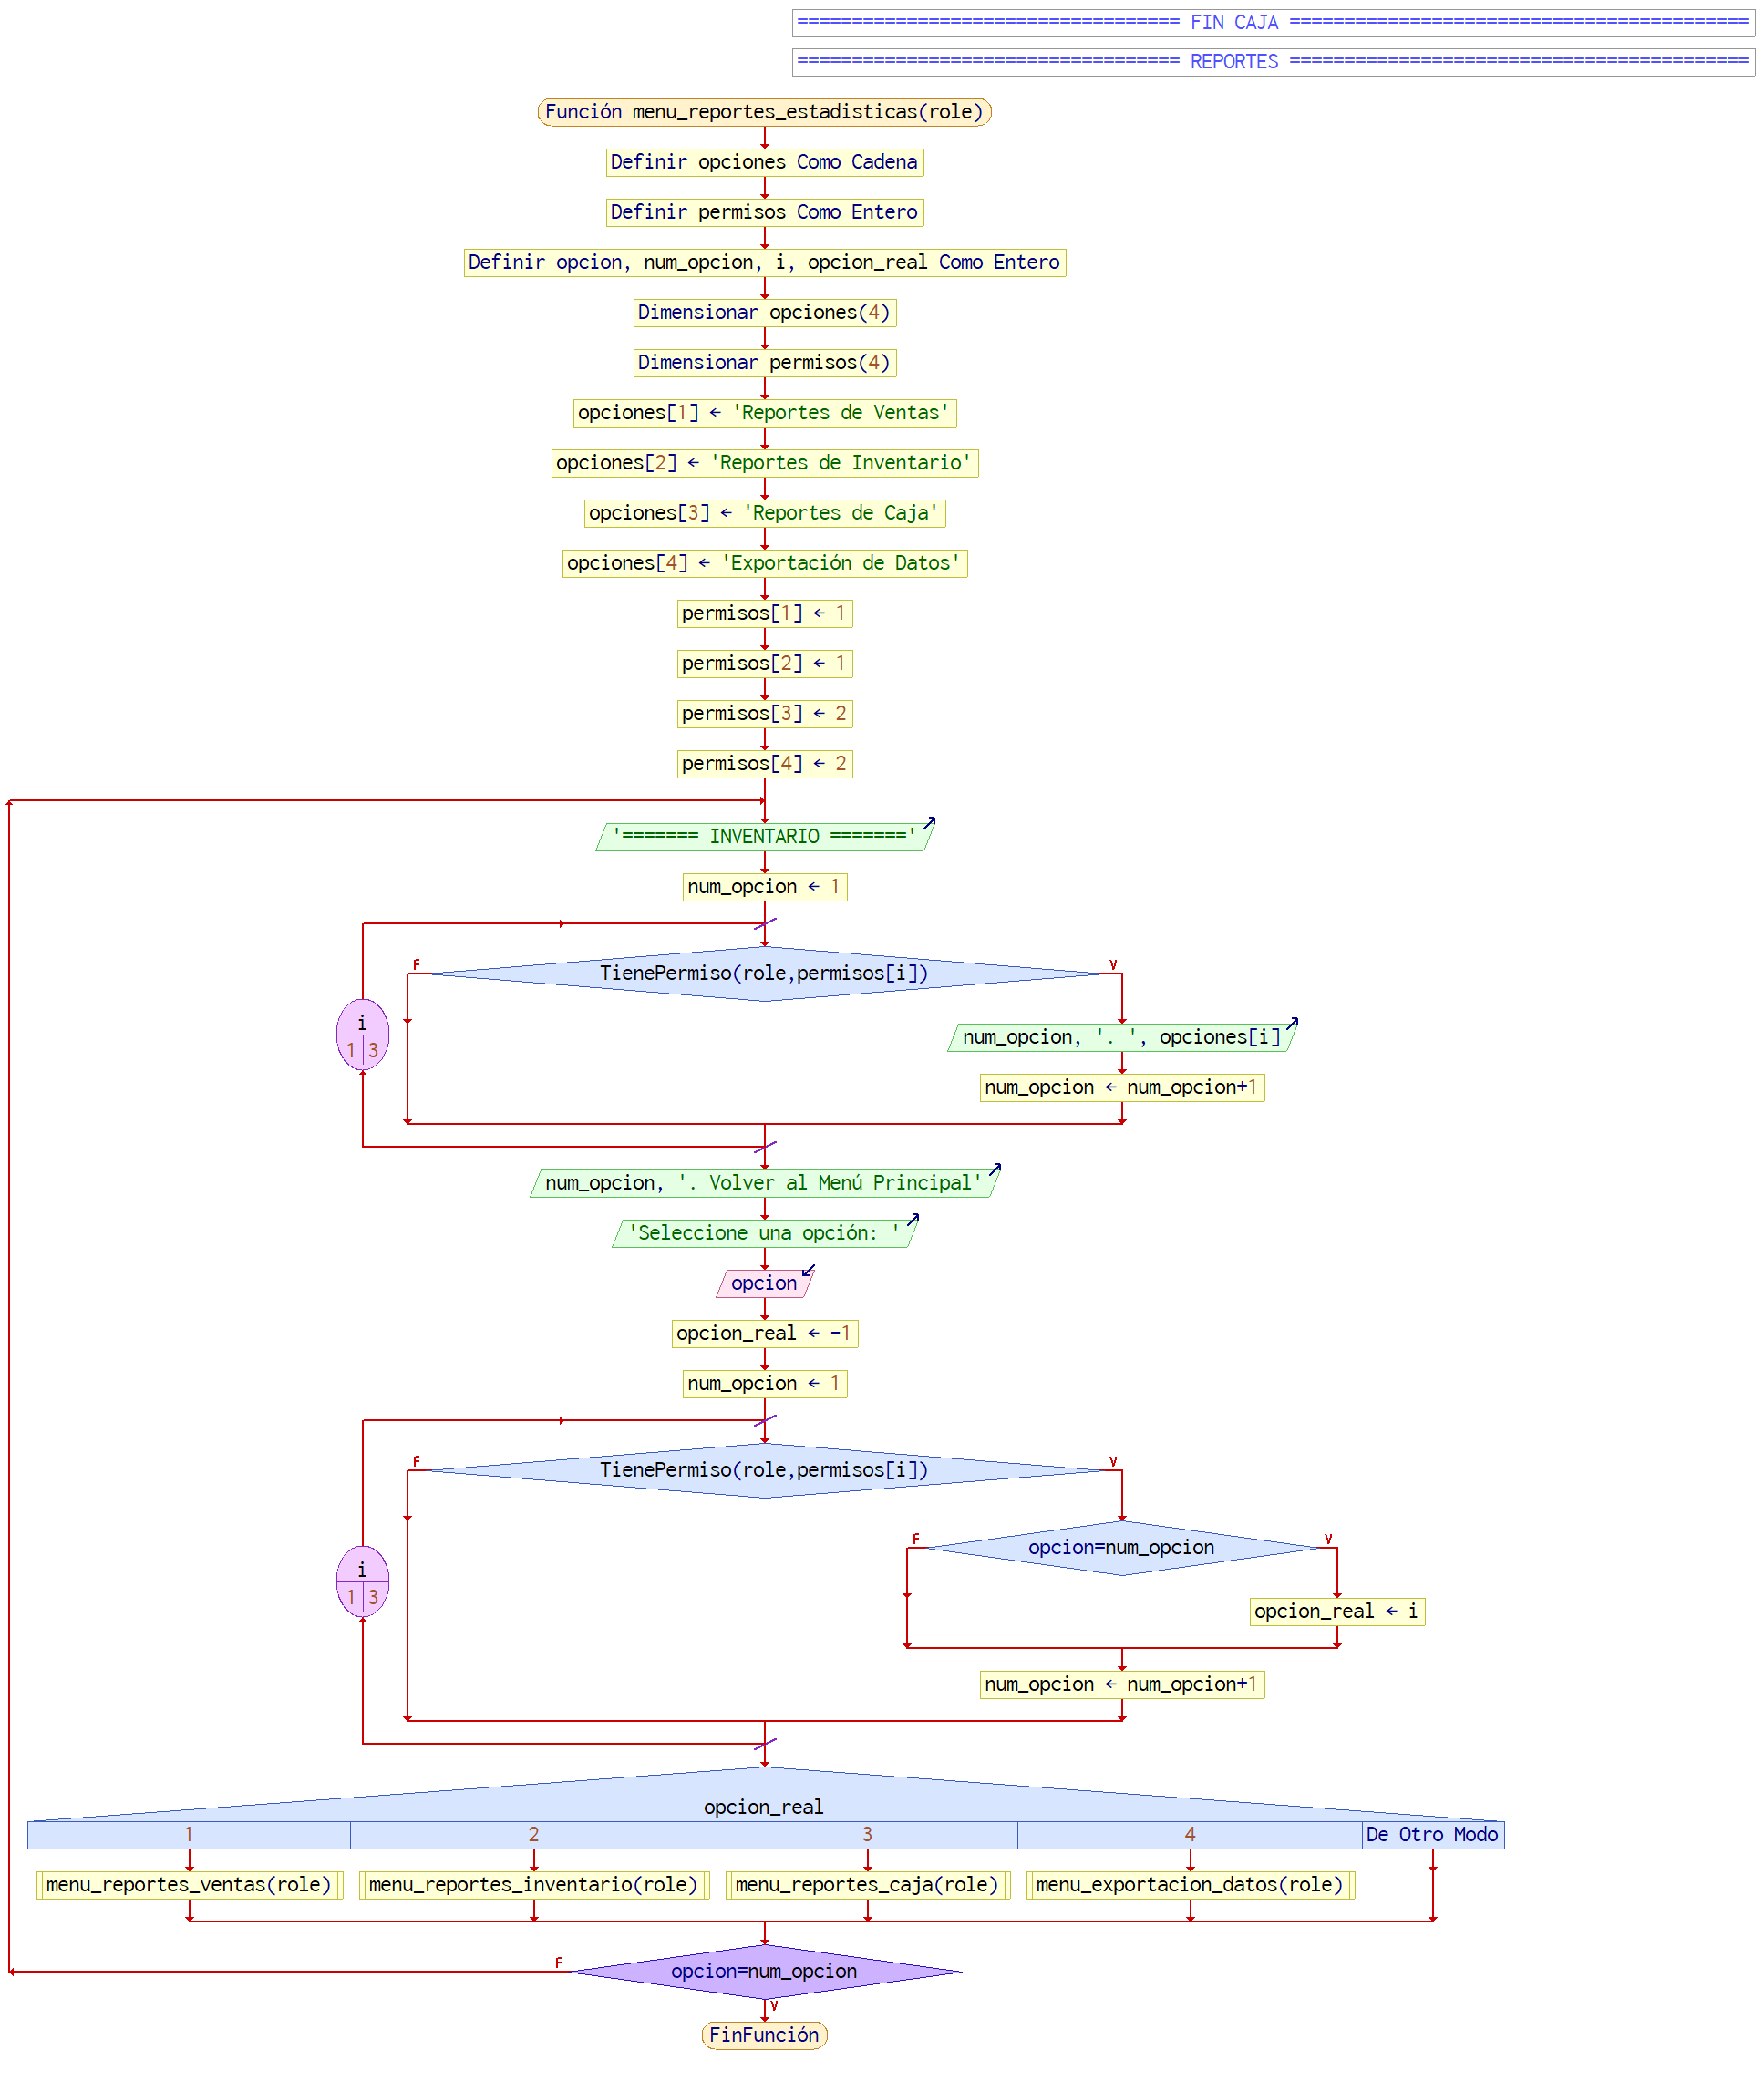 =================================== FIN CAJA ==========================================
=================================== REPORTES ==========================================
Función menu_reportes_estadisticas(role)
Definir opciones Como Cadena
Definir permisos Como Entero
Definir opcion, num_opcion, i, opcion_real Como Entero
Dimensionar opciones(4)
Dimensionar permisos(4)
opciones[1] ← 'Reportes de Ventas'
opciones[2] ← 'Reportes de Inventario'
opciones[3] ← 'Reportes de Caja'
opciones[4] ← 'Exportación de Datos'
permisos[1] ← 1
permisos[2] ← 1
permisos[3] ← 2
permisos[4] ← 2
'======= INVENTARIO ======='
num_opcion ← 1
F
TienePermiso(role,permisos[i])
V
i
1 3
num_opcion, '. ', opciones[i]
num_opcion ← num_opcion+1
num_opcion, '. Volver al Menú Principal'
'Seleccione una opción: '
opcion
opcion_real ← -1
num_opcion ← 1
F
TienePermiso(role,permisos[i])
V
F
opcion=num_opcion
V
i
1 3
opcion_real ← i
num_opcion ← num_opcion+1
opcion_real
1 2 3 4 De Otro Modo
menu_reportes_ventas(role) menu_reportes_inventario(role) menu_reportes_caja(role) menu_exportacion_datos(role)
F
opcion=num_opcion
V
FinFunción